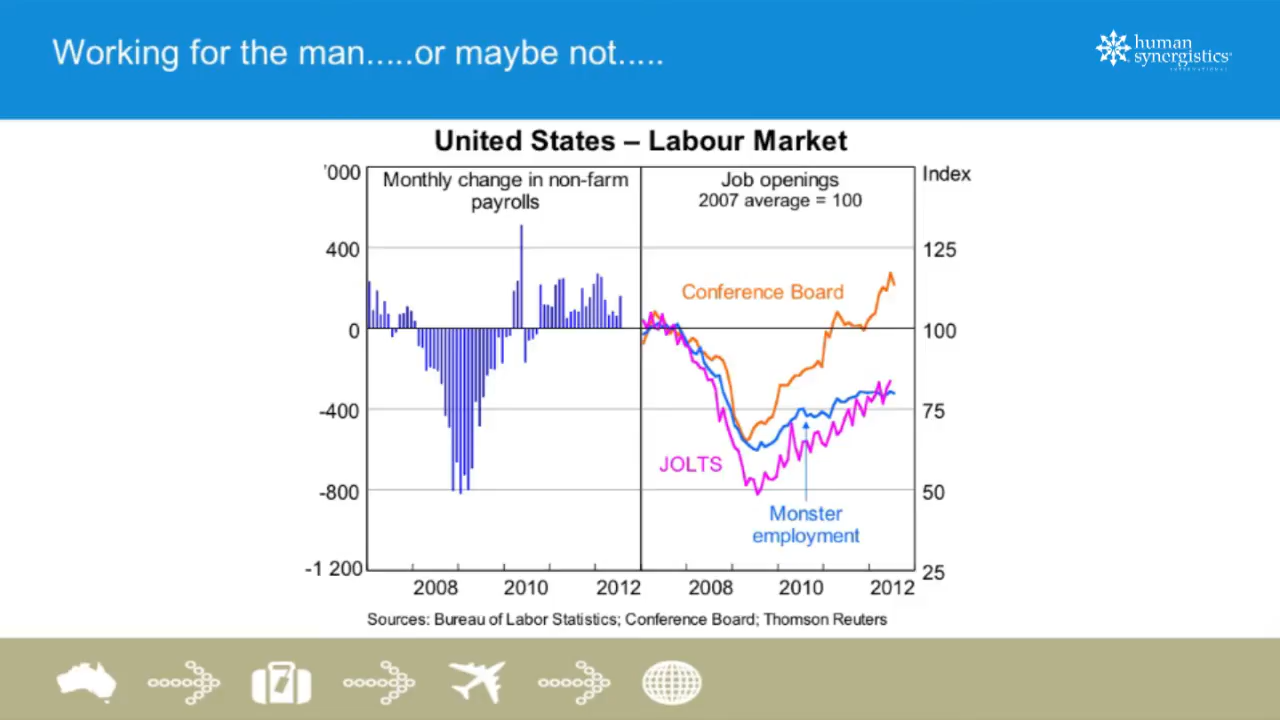 Working for the man.....or maybe not.....
human
synergistics
INTERNATIONAL
United States – Labour Market
'000
Monthly change in non-farm
payrolls
Job openings
2007 average = 100
Index
400
125
Conference Board
0
100
-400
75
JOLTS
-800
50
Monster
employment
-1 200
25
2008
2010
2012
2008
2010
2012
Sources: Bureau of Labor Statistics; Conference Board; Thomson Reuters
7